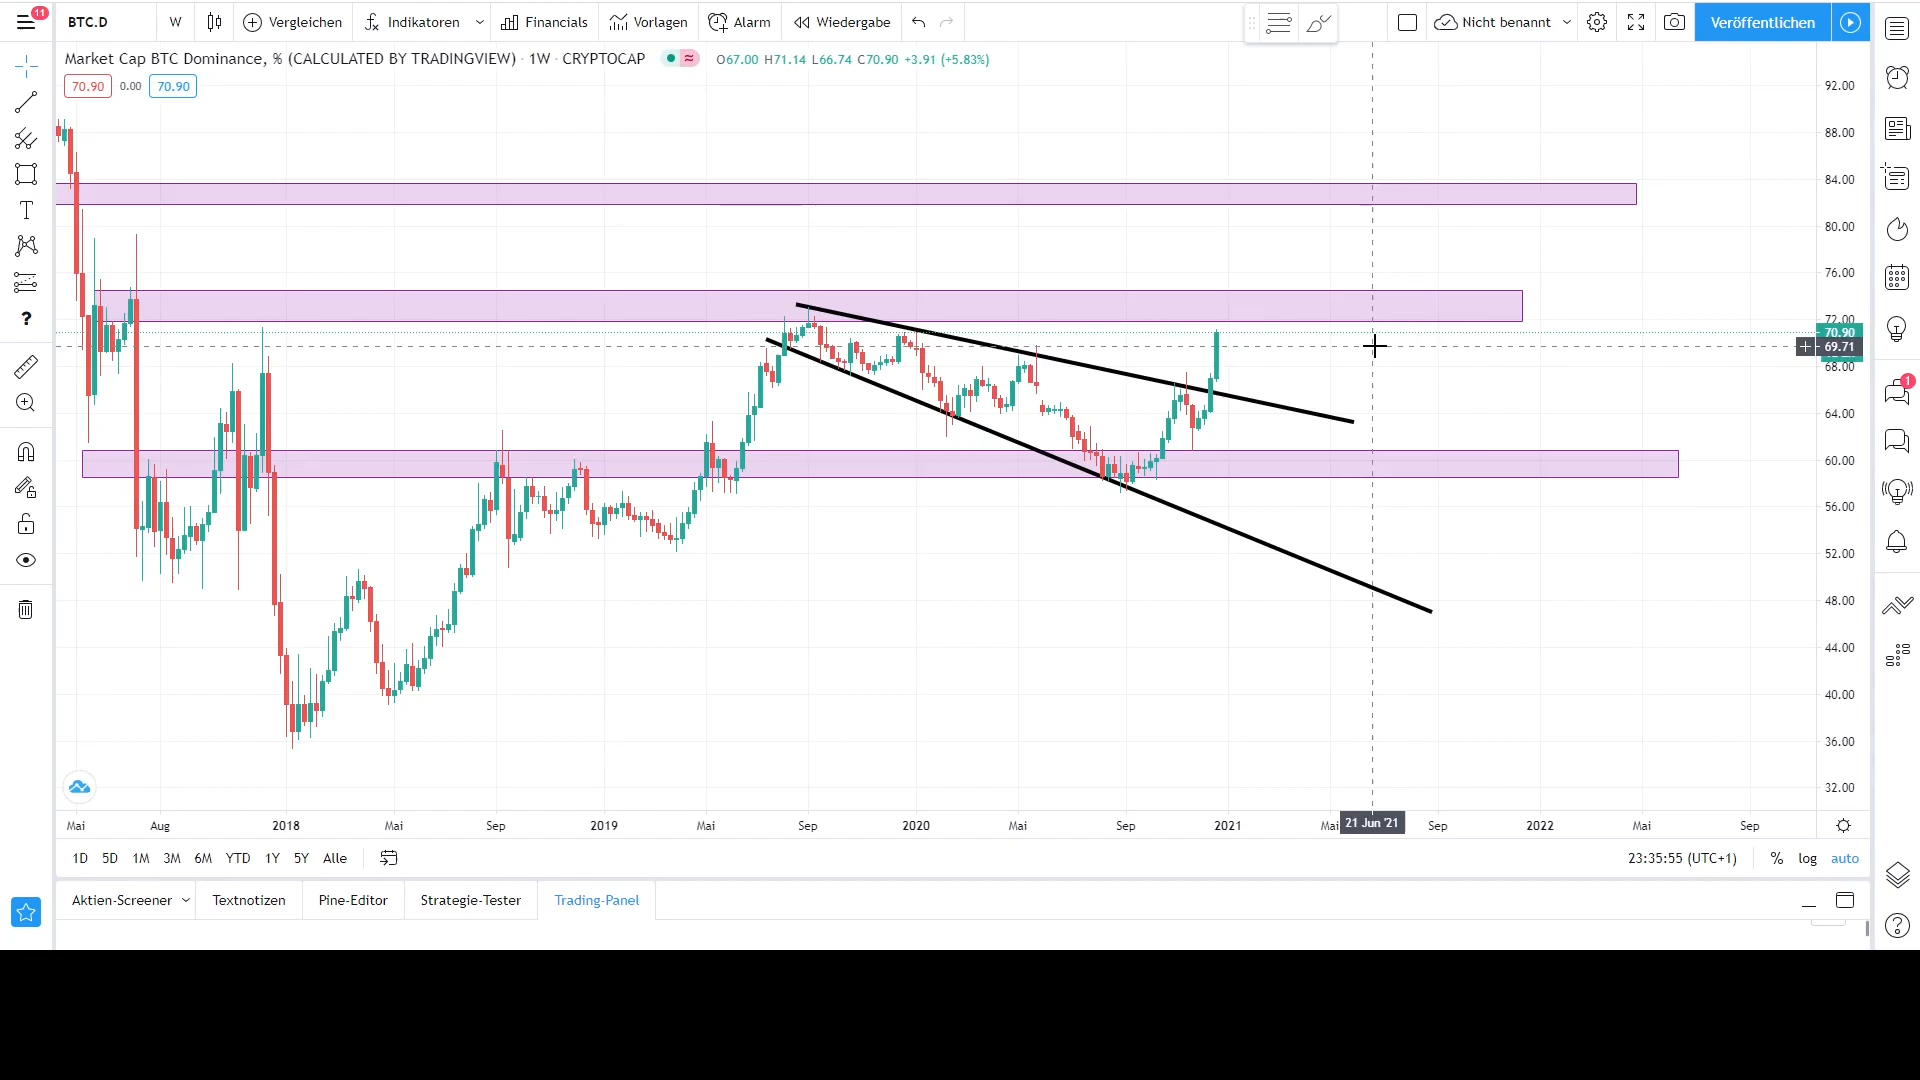 11
BTC.D
W
Vergleichen
Indikatoren
Financials
Vorlagen
Alarm
Wiedergabe
Nicht benannt
Veröffentlichen
Market Cap BTC Dominance, % (CALCULATED BY TRADINGVIEW) · 1W · CRYPTOCAP
O67.00 H71.14 L66.74 C70.90 +3.91 (+5.83%)
70.90 0.00 70.90
92.00
88.00
84.00
80.00
76.00
72.00
70.90
69.71
68.00
64.00
60.00
56.00
52.00
48.00
44.00
40.00
36.00
32.00
1
Mai Aug 2018 Mai Sep 2019 Mai Sep 2020 Mai Sep 2021 Mai 21 Jun '21 Sep 2022 Mai Sep
1D 5D 1M 3M 6M YTD 1Y 5Y Alle
23:35:55 (UTC+1) % log auto
Aktien-Screener Textnotizen Pine-Editor Strategie-Tester Trading-Panel